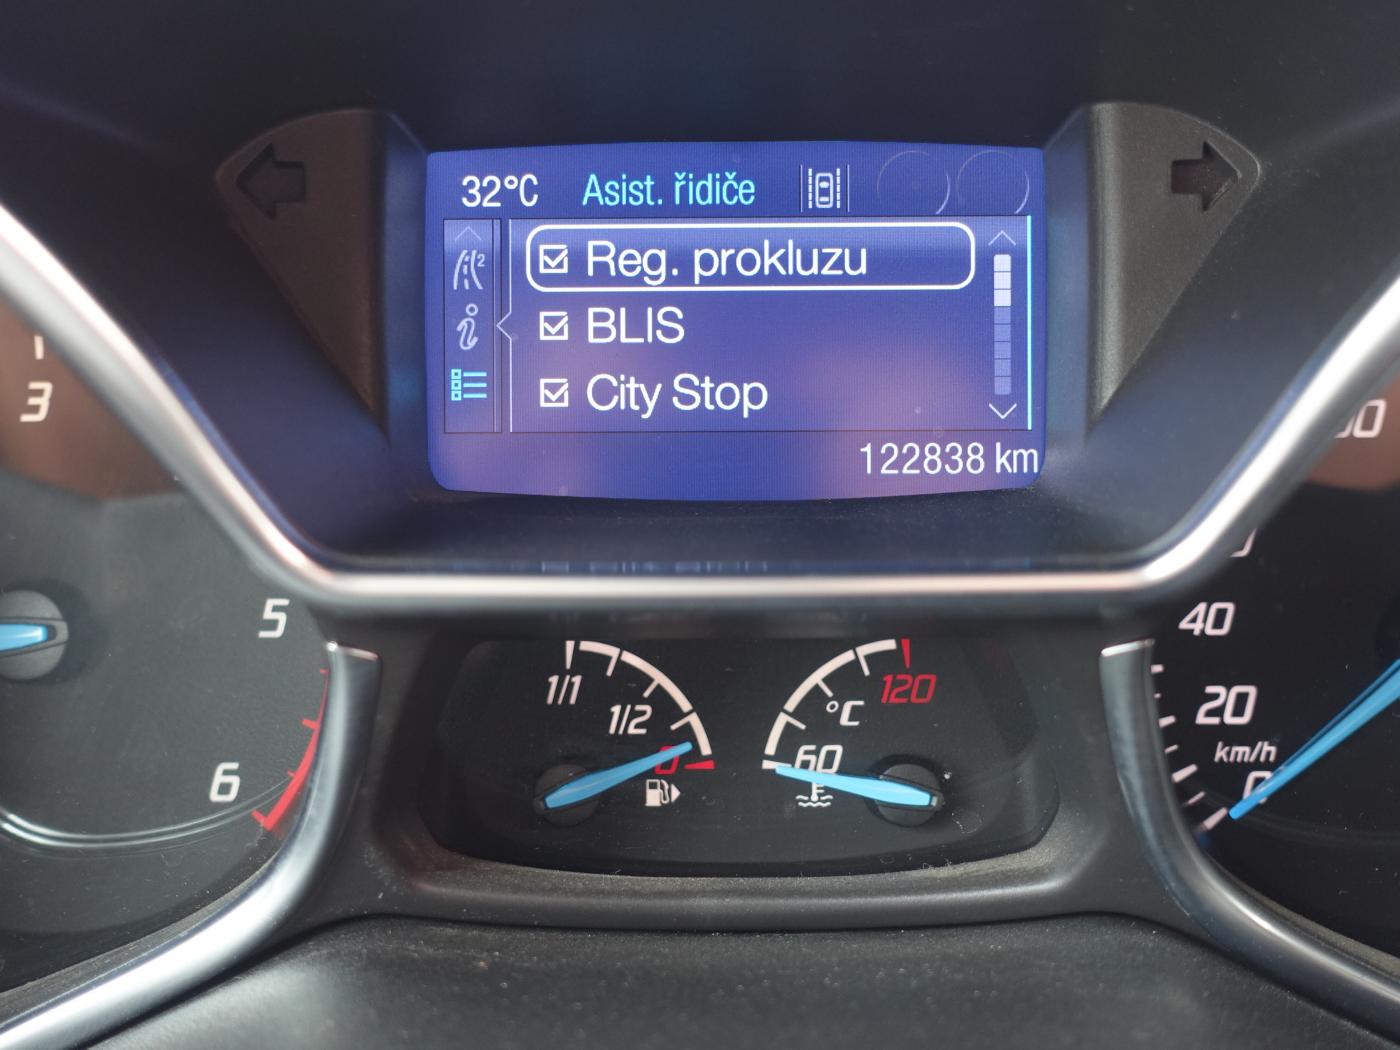 32°C Asist. řidiče
Reg. prokluzu
BLIS
City Stop
122838 km
3
5
6
1/1
1/2
0
120
°C
60
40
20
km/h
0